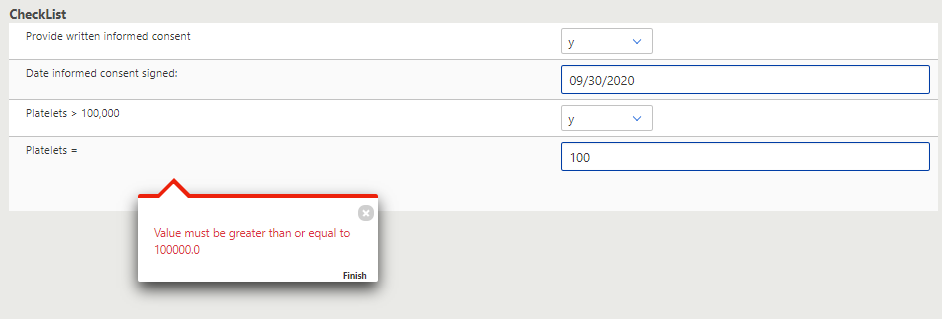 CheckList
Provide written informed consent
y
Date informed consent signed:
09/30/2020
Platelets > 100,000
y
Platelets =
100
Value must be greater than or equal to
100000.0
Finish